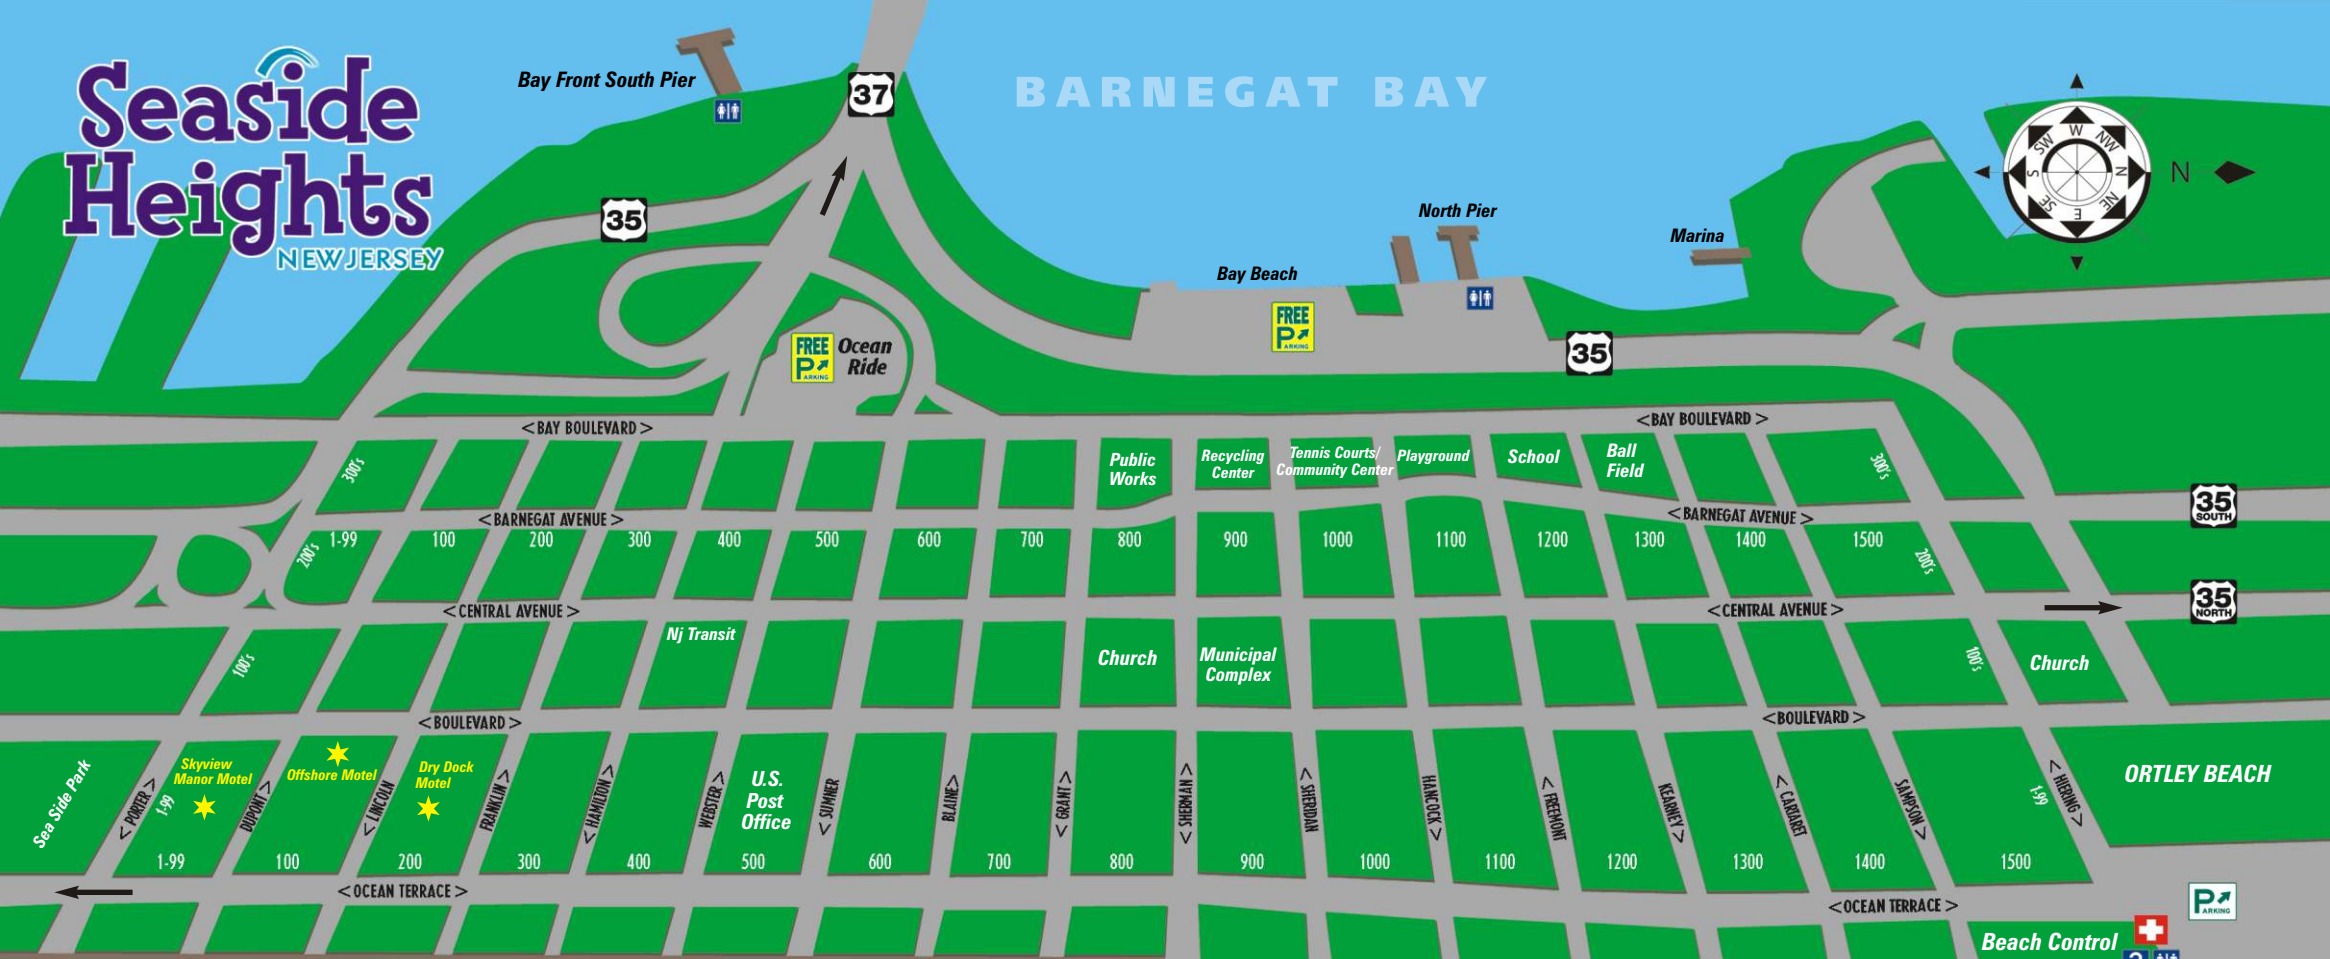 Seaside
Heights
NEW JERSEY
Bay Front South Pier
37
BARNEGAT BAY
35
North Pier
Marina
Bay Beach
FREE
P
ARKING
Ocean
Ride
FREE
P
ARKING
35
W
NW
N
NE
E
SE
S
SW
N
<BAY BOULEVARD>
<BAY BOULEVARD>
300's
Public
Works
Recycling
Center
Tennis Courts/
Community Center
Playground
School
Ball
Field
300's
35
SOUTH
<BARNEGAT AVENUE>
<BARNEGAT AVENUE>
200's
1-99
100
200
300
400
500
600
700
800
900
1000
1100
1200
1300
1400
1500
200's
<CENTRAL AVENUE>
<CENTRAL AVENUE>
35
NORTH
100's
Nj Transit
Church
Municipal
Complex
100's
Church
<BOULEVARD>
<BOULEVARD>
Sea Side Park
Skyview
Manor Motel
Offshore Motel
Dry Dock
Motel
U.S.
Post
Office
ORTLEY BEACH
<PORTER>
1-99
DUPONT>
<LINCOLN
FRANKLIN>
<HAMILTON>
WEBSTER>
<SUMNER
BLAINE>
<GRANT>
<SHERMAN>
<SHERIDAN
HANCOCK>
<FREEMONT
KEARNEY>
<CARTARET
SAMPSON>
1-99
<HIERING>
1-99
100
200
300
400
500
600
700
800
900
1000
1100
1200
1300
1400
1500
<OCEAN TERRACE>
<OCEAN TERRACE>
P
ARKING
Beach Control